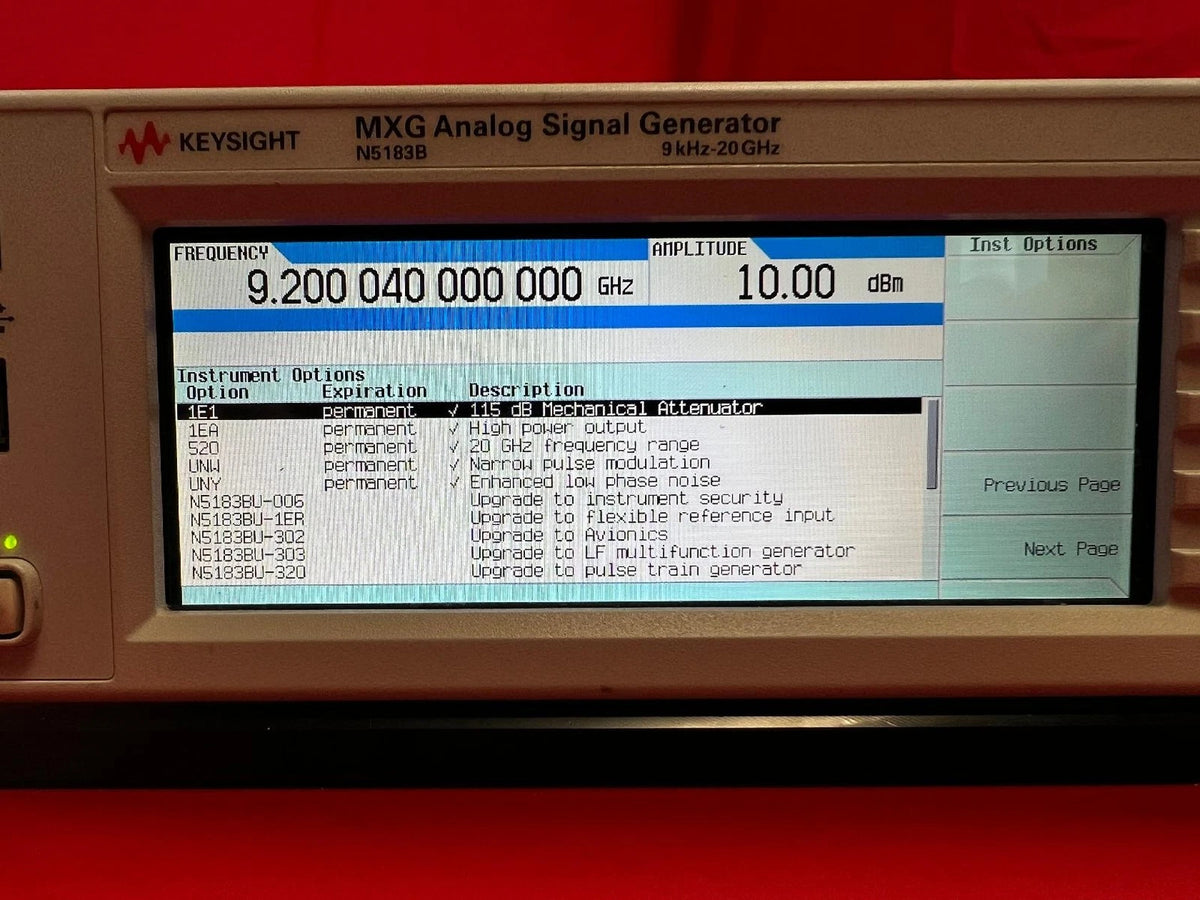 KEYSIGHT
MXG Analog Signal Generator
N5183B
9 kHz-20 GHz
FREQUENCY
9.200 040 000 000 GHz
AMPLITUDE
10.00 dBm
Inst Options
Instrument Options
Option Expiration Description
1E1 permanent ✓ 115 dB Mechanical Attenuator
1EA permanent ✓ High power output
520 permanent ✓ 20 GHz frequency range
UNW permanent ✓ Narrow pulse modulation
UNY permanent ✓ Enhanced low phase noise
N5183BU-006 Upgrade to instrument security
N5183BU-1ER Upgrade to flexible reference input
N5183BU-302 Upgrade to Avionics
N5183BU-303 Upgrade to LF multifunction generator
N5183BU-320 Upgrade to pulse train generator
Previous Page
Next Page